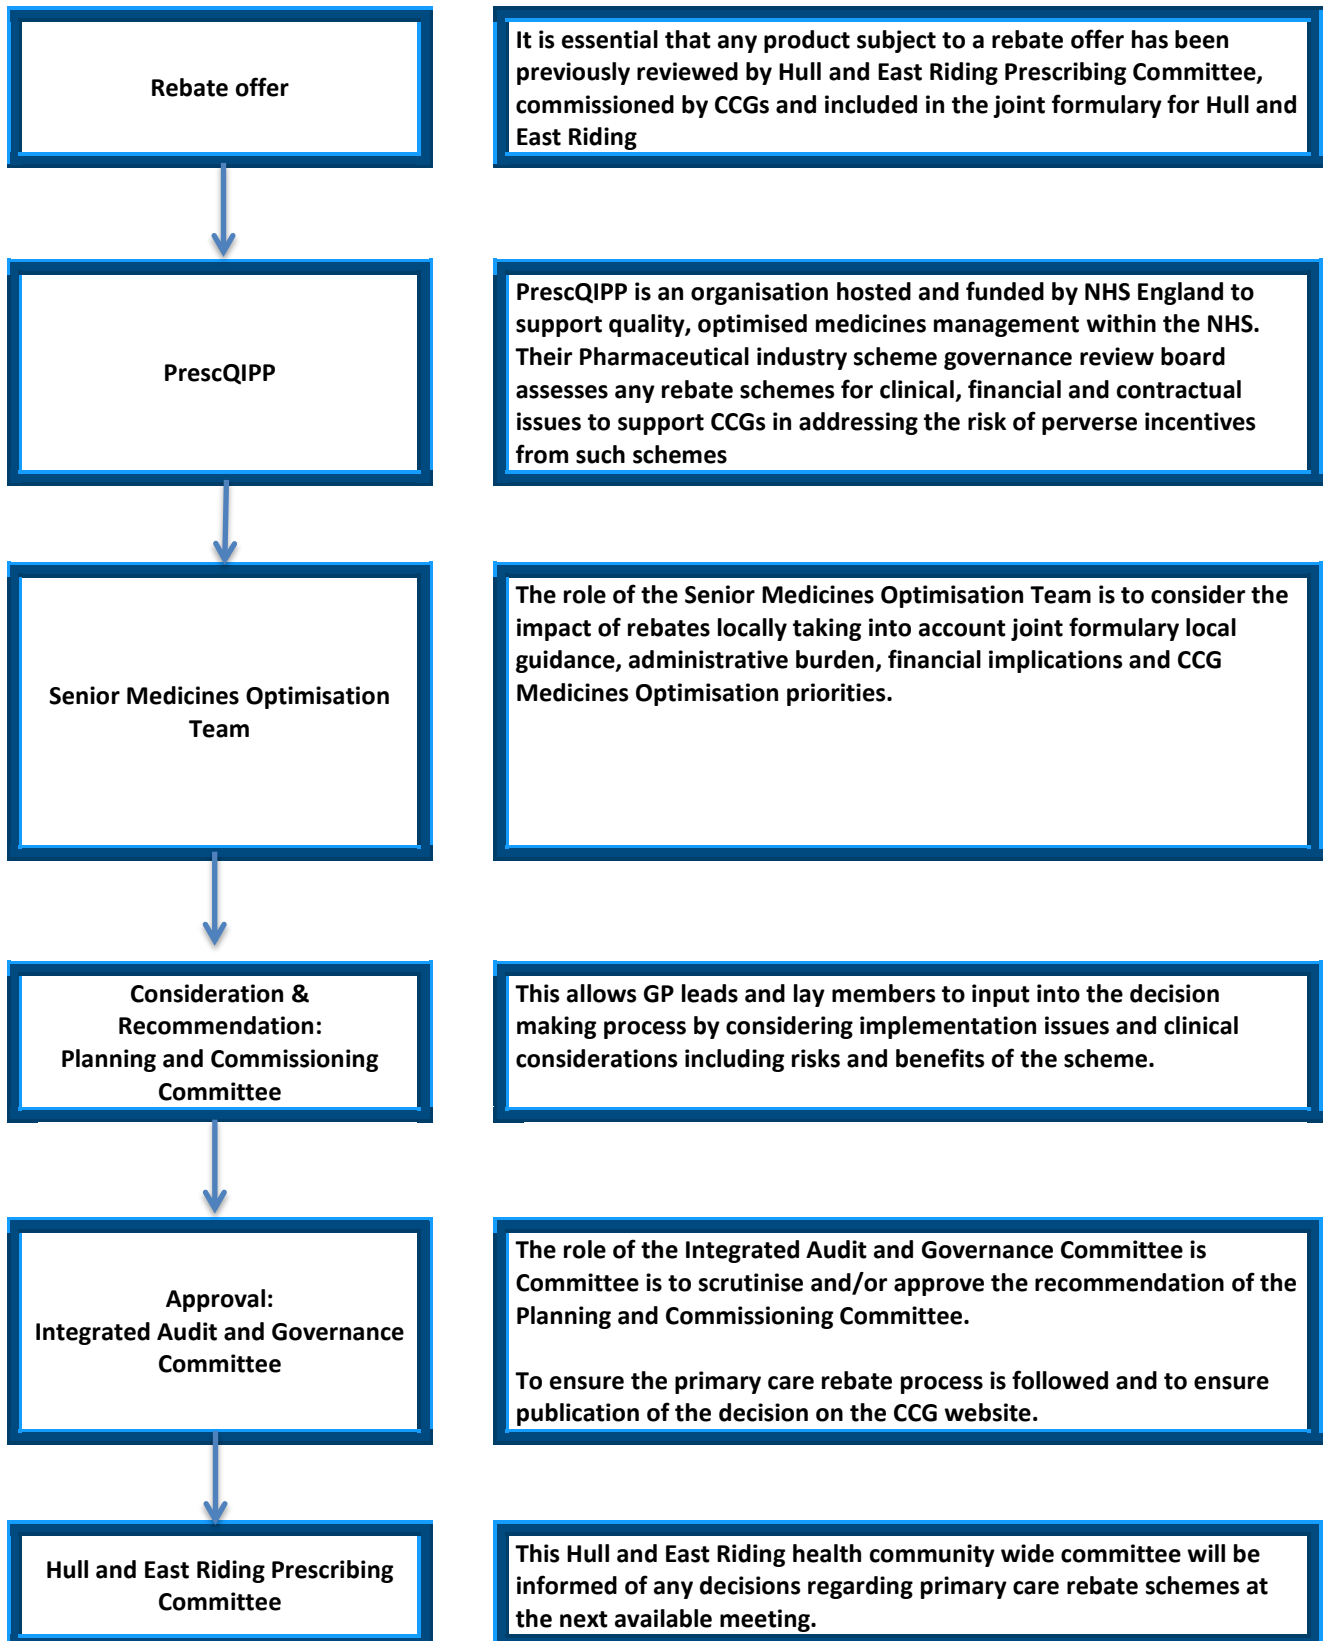 Rebate offer
It is essential that any product subject to a rebate offer has been
previously reviewed by Hull and East Riding Prescribing Committee,
commissioned by CCGs and included in the joint formulary for Hull and
East Riding
PrescQIPP
PrescQIPP is an organisation hosted and funded by NHS England to
support quality, optimised medicines management within the NHS.
Their Pharmaceutical industry scheme governance review board
assesses any rebate schemes for clinical, financial and contractual
issues to support CCGs in addressing the risk of perverse incentives
from such schemes
Senior Medicines Optimisation
Team
The role of the Senior Medicines Optimisation Team is to consider the
impact of rebates locally taking into account joint formulary local
guidance, administrative burden, financial implications and CCG
Medicines Optimisation priorities.
Consideration &
Recommendation:
Planning and Commissioning
Committee
This allows GP leads and lay members to input into the decision
making process by considering implementation issues and clinical
considerations including risks and benefits of the scheme.
Approval:
Integrated Audit and Governance
Committee
The role of the Integrated Audit and Governance Committee is
Committee is to scrutinise and/or approve the recommendation of the
Planning and Commissioning Committee.
To ensure the primary care rebate process is followed and to ensure
publication of the decision on the CCG website.
Hull and East Riding Prescribing
Committee
This Hull and East Riding health community wide committee will be
informed of any decisions regarding primary care rebate schemes at
the next available meeting.